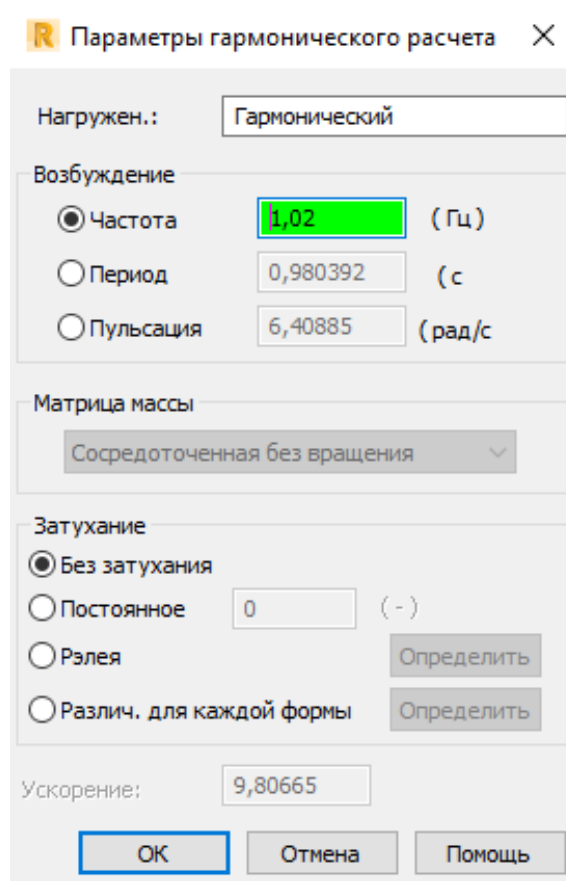 R Параметры гармонического расчета
Нагружен.: Гармонический
Возбуждение
Частота 1,02 (Гц)
Период 0,980392 (с
Пульсация 6,40885 (рад/с
Матрица массы
Сосредоточенная без вращения
Затухание
Без затухания
Постоянное 0 (-)
Рэлея Определить
Различ. для каждой формы Определить
Ускорение: 9,80665
ОК Отмена Помощь